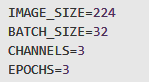 IMAGE_SIZE=224
BATCH_SIZE=32
CHANNELS=3
EPOCHS=3